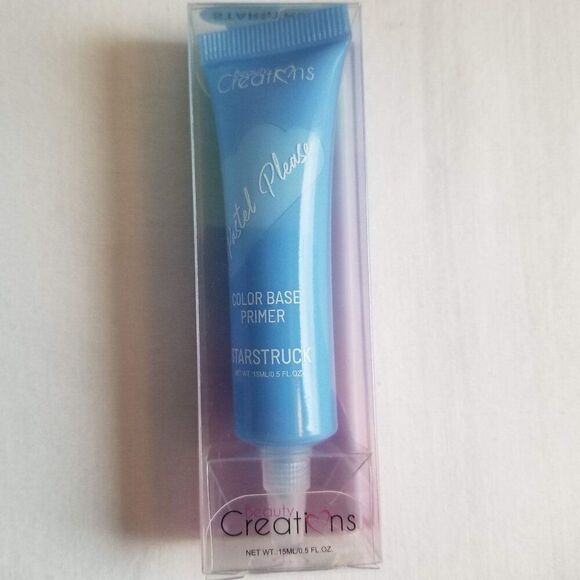 STARSTRUCK
Beauty
Creations
Pastel Please
COLOR BASE
PRIMER
STARSTRUCK
NET WT. :15ML/0.5 FL.OZ.
Beauty
Creations
NET WT. :15ML/0.5 FL.OZ.